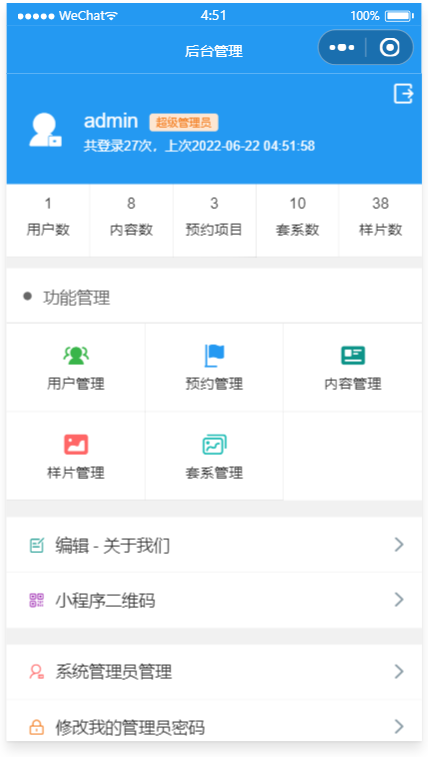 WeChat 4:51 100%
后台管理
admin 超级管理员
共登录27次，上次2022-06-22 04:51:58
1 8 3 10 38
用户数 内容数 预约项目 套系数 样片数
功能管理
用户管理 预约管理 内容管理
样片管理 套系管理
编辑 - 关于我们
小程序二维码
系统管理员管理
修改我的管理员密码